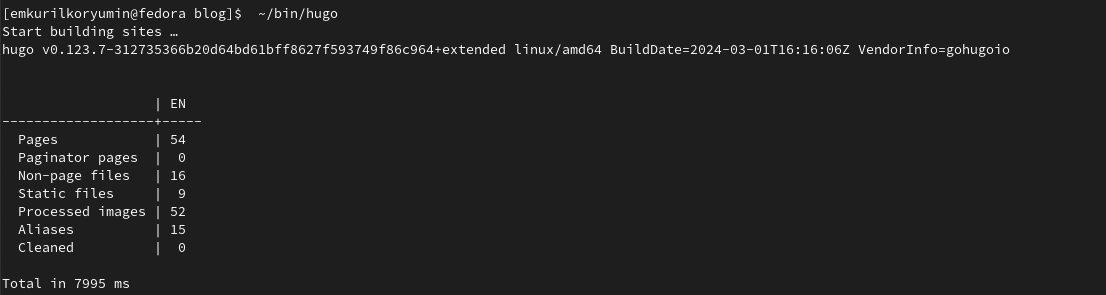 [emkurilkoryumin@fedora blog]$  ~/bin/hugo
Start building sites …
hugo v0.123.7-312735366b20d64bd61bff8627f593749f86c964+extended linux/amd64 BuildDate=2024-03-01T16:16:06Z VendorInfo=gohugoio
                   | EN
-------------------+-----
  Pages            | 54
  Paginator pages  |  0
  Non-page files   | 16
  Static files     |  9
  Processed images | 52
  Aliases          | 15
  Cleaned          |  0
Total in 7995 ms